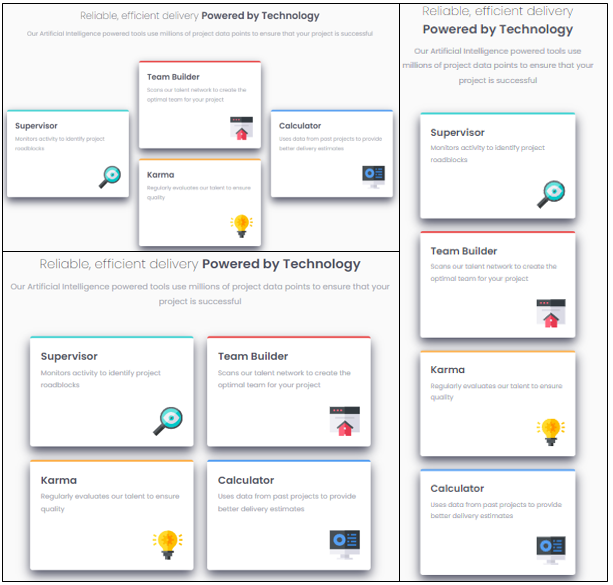 Reliable, efficient delivery Powered by Technology
Our Artificial Intelligence powered tools use millions of project data points to ensure that your project is successful
Team Builder
Scans our talent network to create the
optimal team for your project
Supervisor
Monitors activity to identify project
roadblocks
Calculator
Uses data from past projects to provide
better delivery estimates
Karma
Regularly evaluates our talent to ensure
quality
Reliable, efficient delivery Powered by Technology
Our Artificial Intelligence powered tools use millions of project data points to ensure that your
project is successful
Supervisor
Monitors activity to identify project
roadblocks
Team Builder
Scans our talent network to create the
optimal team for your project
Karma
Regularly evaluates our talent to ensure
quality
Calculator
Uses data from past projects to provide
better delivery estimates
Reliable, efficient delivery
Powered by Technology
Our Artificial Intelligence powered tools use
millions of project data points to ensure that your
project is successful
Supervisor
Monitors activity to identify project
roadblocks
Team Builder
Scans our talent network to create the
optimal team for your project
Karma
Regularly evaluates our talent to ensure
quality
Calculator
Uses data from past projects to provide
better delivery estimates